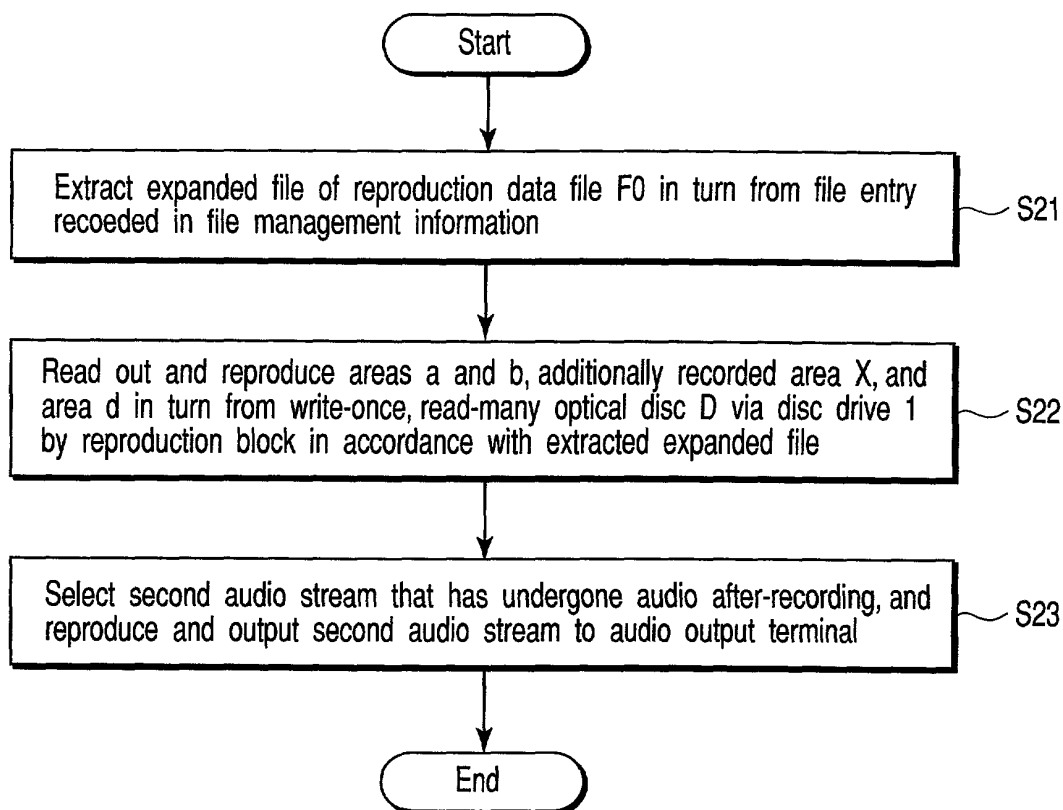 Start
Extract expanded file of reproduction data file F0 in turn from file entry
recoeded in file management information
S21
Read out and reproduce areas a and b, additionally recorded area X, and
area d in turn from write-once, read-many optical disc D via disc drive 1
by reproduction block in accordance with extracted expanded file
S22
Select second audio stream that has undergone audio after-recording, and
reproduce and output second audio stream to audio output terminal
S23
End